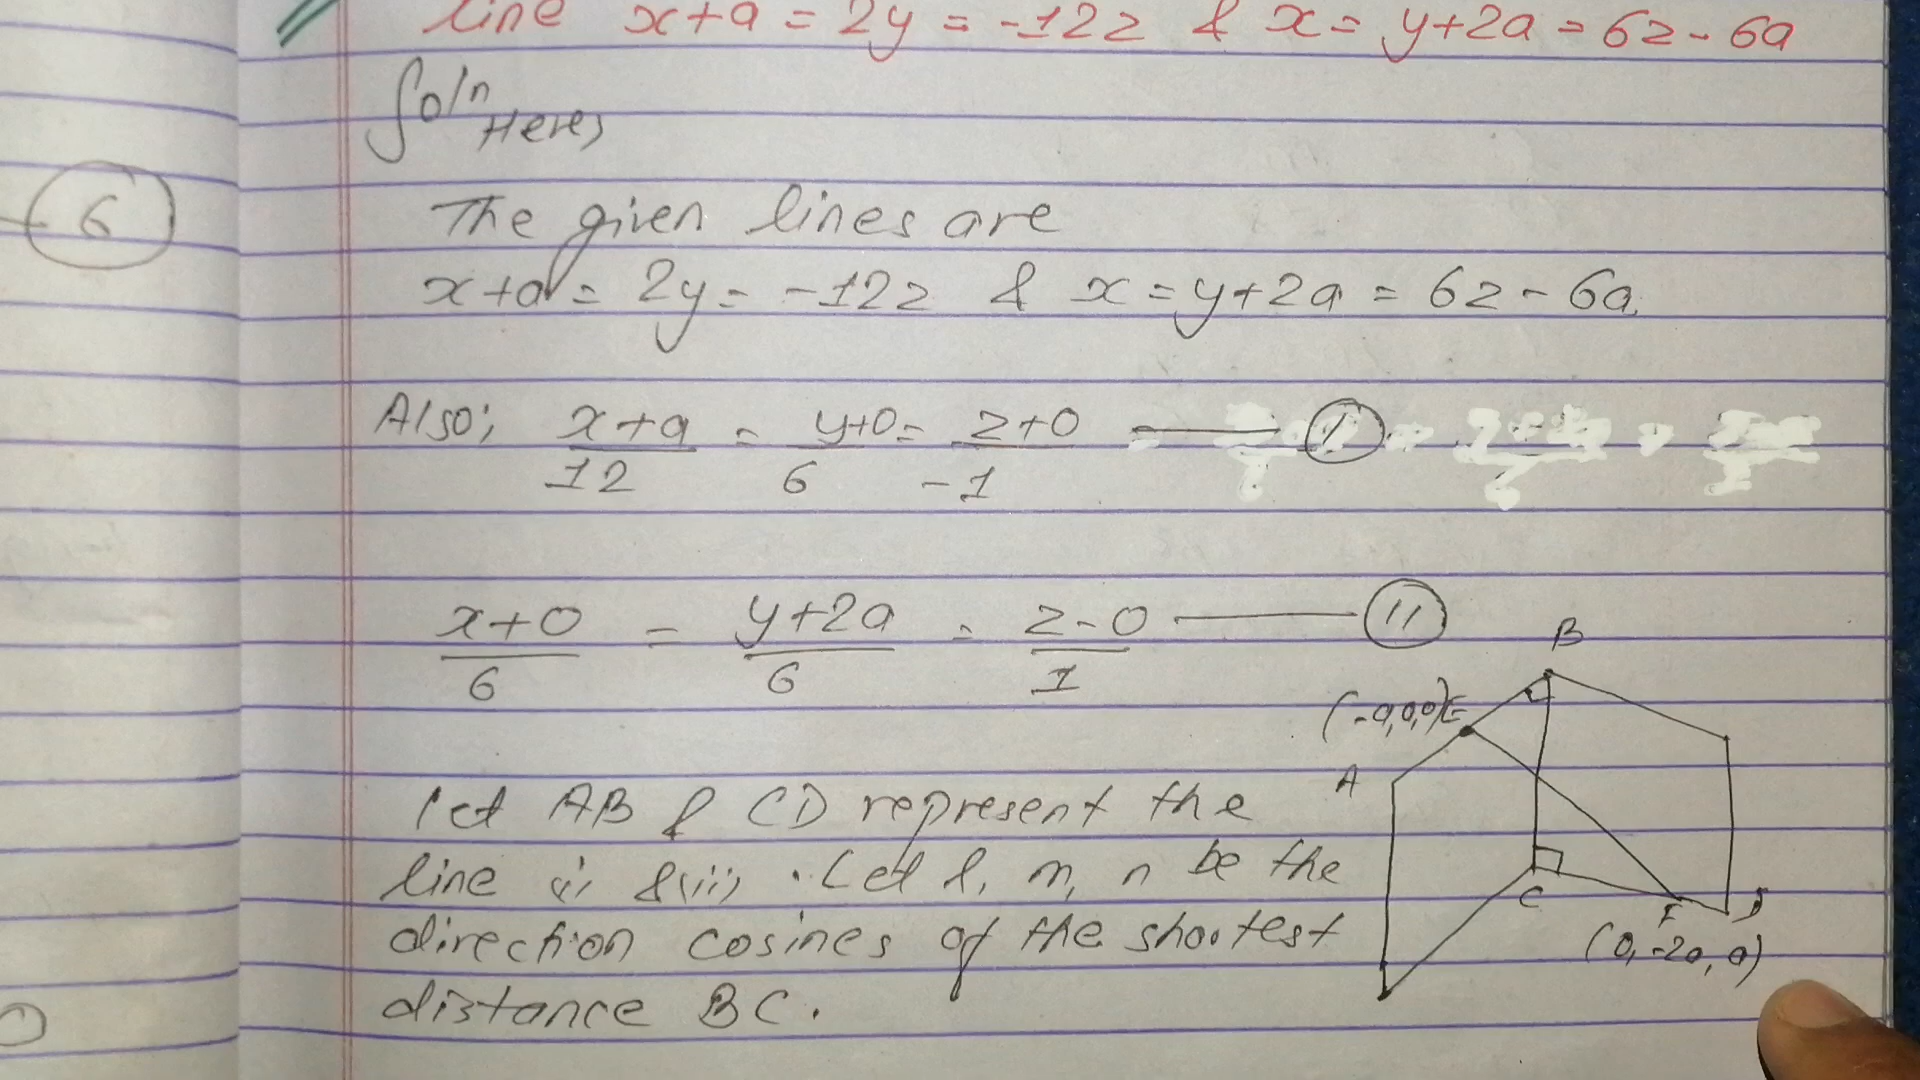 line x+a = 2y = -12z & x = y+2a = 6z - 6a
Soln
Here,
6
The given lines are
x+a = 2y = -12z & x = y+2a = 6z - 6a.
Also; x+a/12 = y+0/6 = z+0/-1 — I
x+0/6 = y+2a/6 = z-0/1 — II
B
(-a,0,0)E
A
Let AB & CD represent the
line (i) & (ii). Let l, m, n be the
C
F
D
direction cosines of the shortest
(0, -2a, a)
distance BC.